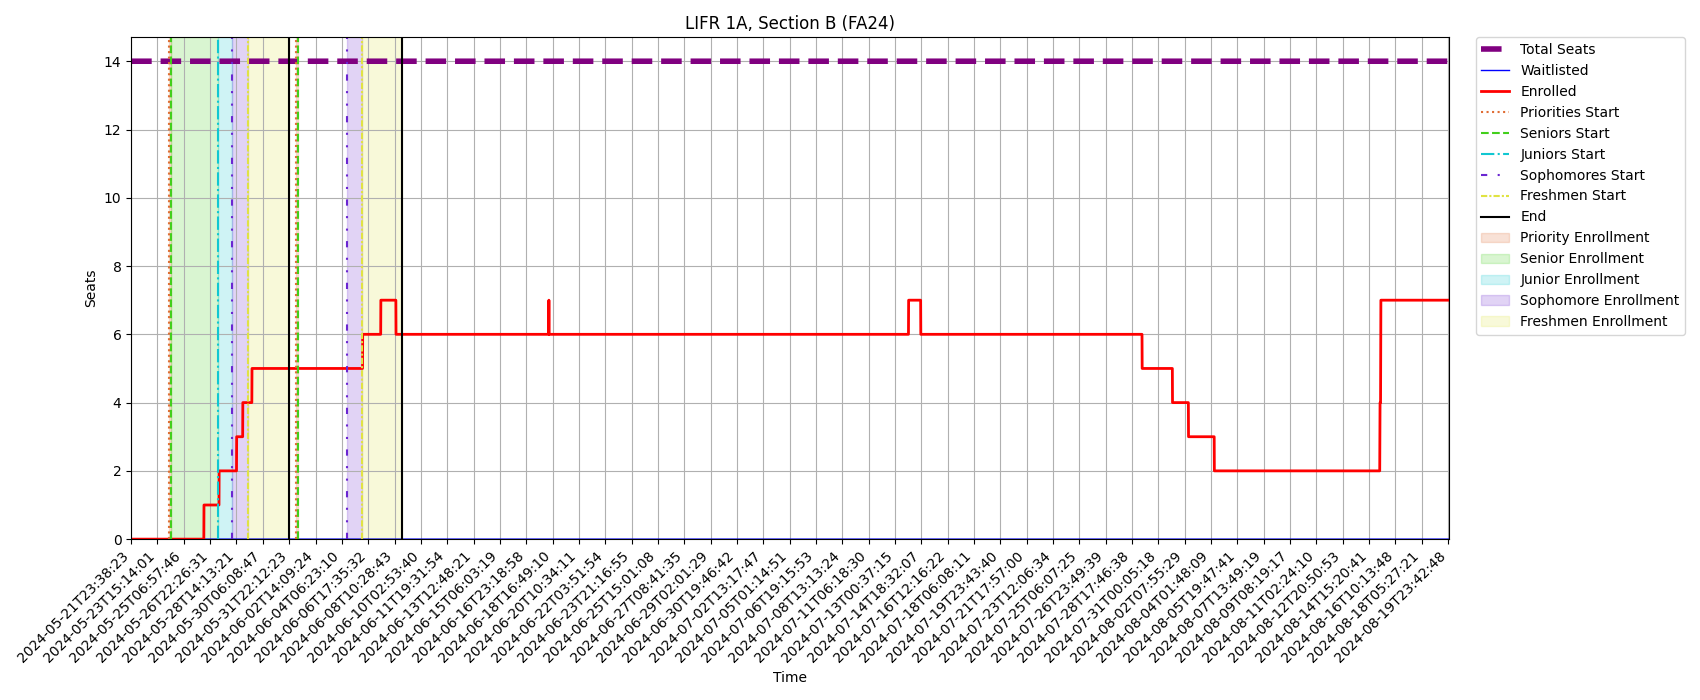 LIFR 1A, Section B (FA24)
Seats
14
12
10
8
6
4
2
0
2024-05-21T23:38:23
2024-05-23T15:14:01
2024-05-25T06:57:46
2024-05-26T22:26:31
2024-05-28T14:13:21
2024-05-30T06:08:47
2024-05-31T22:12:23
2024-06-02T14:09:24
2024-06-04T06:23:10
2024-06-06T17:35:32
2024-06-08T10:28:43
2024-06-10T02:53:40
2024-06-11T19:31:54
2024-06-13T12:48:21
2024-06-15T06:03:19
2024-06-16T23:18:58
2024-06-18T16:49:10
2024-06-20T10:34:11
2024-06-22T03:51:54
2024-06-23T21:16:55
2024-06-25T15:01:08
2024-06-27T08:41:35
2024-06-29T02:01:29
2024-06-30T19:46:42
2024-07-02T13:17:47
2024-07-05T01:14:51
2024-07-06T19:15:53
2024-07-08T13:13:24
2024-07-11T06:18:30
2024-07-13T00:37:15
2024-07-14T18:32:07
2024-07-16T12:16:22
2024-07-18T06:08:11
2024-07-19T23:43:40
2024-07-21T17:57:00
2024-07-23T12:06:34
2024-07-25T06:07:25
2024-07-26T23:49:39
2024-07-28T17:46:38
2024-07-31T00:05:18
2024-08-02T07:55:29
2024-08-04T01:48:09
2024-08-05T19:47:41
2024-08-07T13:49:19
2024-08-09T08:19:17
2024-08-11T02:24:10
2024-08-12T20:50:53
2024-08-14T15:20:41
2024-08-16T10:13:48
2024-08-18T05:27:21
2024-08-19T23:42:48
Time
Total Seats
Waitlisted
Enrolled
Priorities Start
Seniors Start
Juniors Start
Sophomores Start
Freshmen Start
End
Priority Enrollment
Senior Enrollment
Junior Enrollment
Sophomore Enrollment
Freshmen Enrollment